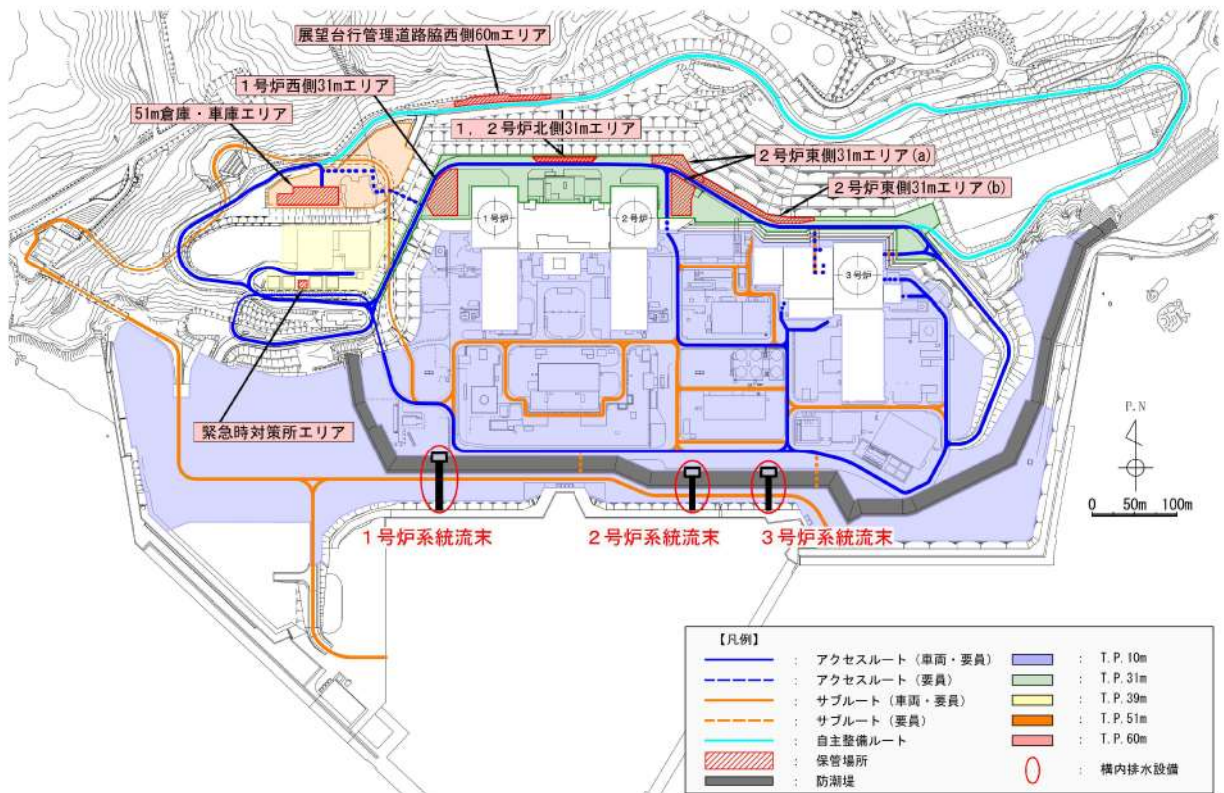 展望台行管理道路脇西側60mエリア
1号炉西側31mエリア
51m倉庫・車庫エリア
1，2号炉北側31mエリア
2号炉東側31mエリア(a)
2号炉東側31mエリア(b)
1号炉
2号炉
3号炉
緊急時対策所エリア
P.N
0 50m 100m
1号炉系統流末
2号炉系統流末
3号炉系統流末
【凡例】
： アクセスルート（車両・要員）
： アクセスルート（要員）
： サブルート（車両・要員）
： サブルート（要員）
： 自主整備ルート
： 保管場所
： 防潮堤
： T.P.10m
： T.P.31m
： T.P.39m
： T.P.51m
： T.P.60m
： 構内排水設備